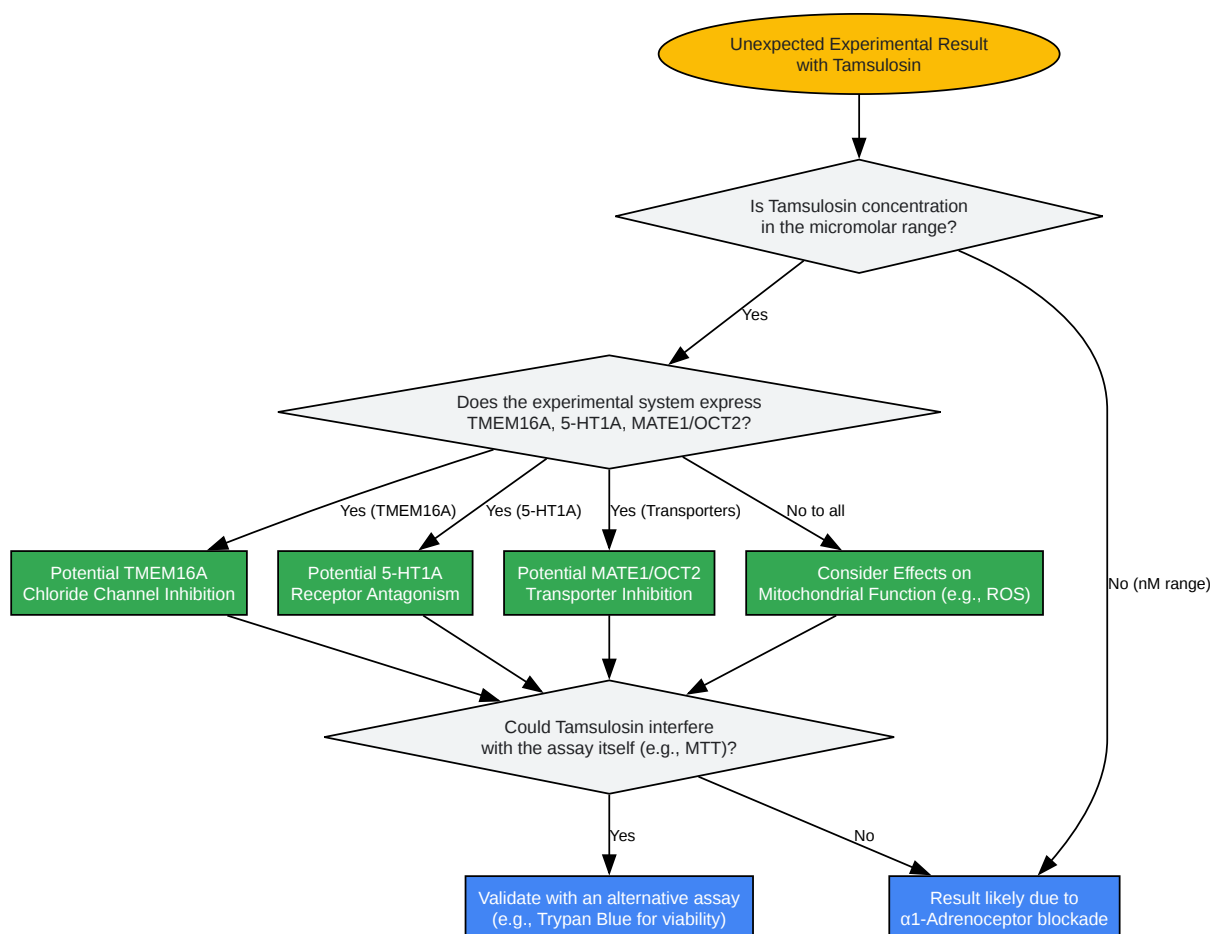 Unexpected Experimental Result
with Tamsulosin
Is Tamsulosin concentration
in the micromolar range?
Yes
Does the experimental system express
TMEM16A, 5-HT1A, MATE1/OCT2?
Yes (TMEM16A)
Yes (5-HT1A)
Yes (Transporters)
No to all
Potential TMEM16A
Chloride Channel Inhibition
Potential 5-HT1A
Receptor Antagonism
Potential MATE1/OCT2
Transporter Inhibition
Consider Effects on
Mitochondrial Function (e.g., ROS)
No (nM range)
Could Tamsulosin interfere
with the assay itself (e.g., MTT)?
Yes
No
Validate with an alternative assay
(e.g., Trypan Blue for viability)
Result likely due to
α1-Adrenoceptor blockade